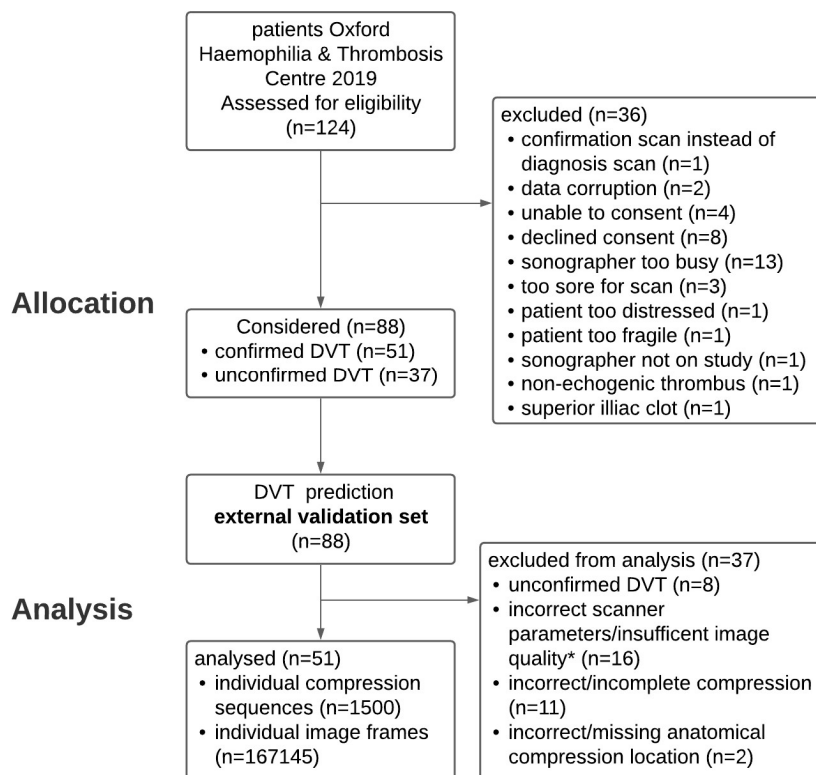 patients Oxford
Haemophilia & Thrombosis
Centre 2019
Assessed for eligibility
(n=124)
excluded (n=36)
• confirmation scan instead of
diagnosis scan (n=1)
• data corruption (n=2)
• unable to consent (n=4)
• declined consent (n=8)
• sonographer too busy (n=13)
• too sore for scan (n=3)
• patient too distressed (n=1)
• patient too fragile (n=1)
• sonographer not on study (n=1)
• non-echogenic thrombus (n=1)
• superior illiac clot (n=1)
Allocation
Considered (n=88)
• confirmed DVT (n=51)
• unconfirmed DVT (n=37)
DVT prediction
external validation set
(n=88)
Analysis
excluded from analysis (n=37)
• unconfirmed DVT (n=8)
• incorrect scanner
parameters/insufficent image
quality* (n=16)
• incorrect/incomplete compression
(n=11)
• incorrect/missing anatomical
compression location (n=2)
analysed (n=51)
• individual compression
sequences (n=1500)
• individual image frames
(n=167145)